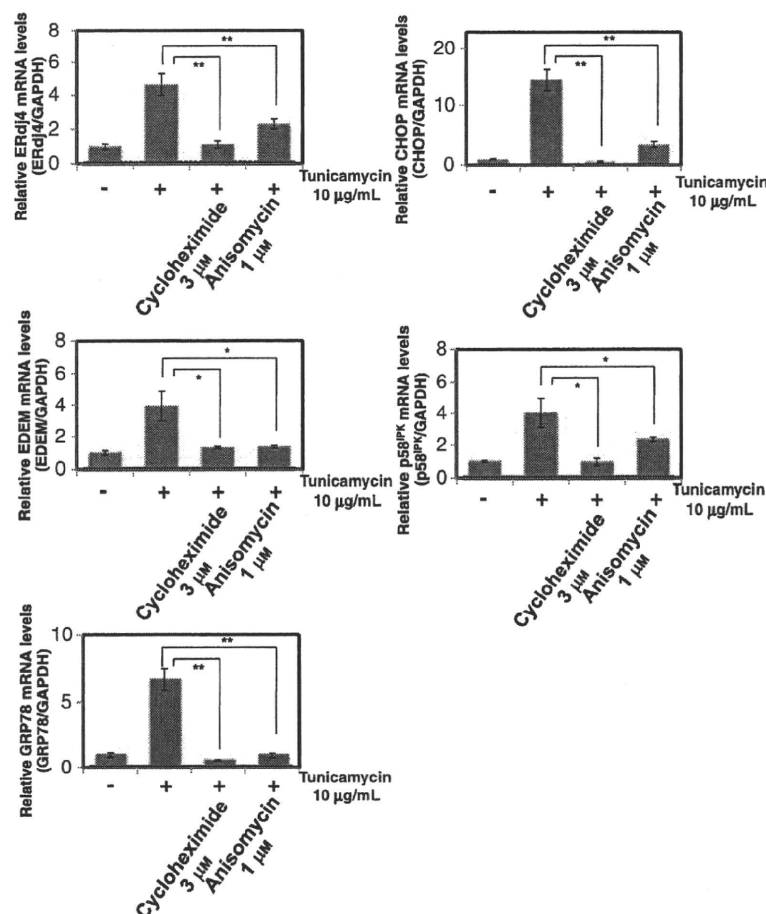 Relative ERdj4 mRNA levels
(ERdj4/GAPDH)
8
6
4
2
0
**
**
- + + +
Tunicamycin
10 µg/mL
Cycloheximide
3 µM
Anisomycin
1 µM
Relative CHOP mRNA levels
(CHOP/GAPDH)
20
10
0
**
**
- + + +
Tunicamycin
10 µg/mL
Cycloheximide
3 µM
Anisomycin
1 µM
Relative EDEM mRNA levels
(EDEM/GAPDH)
8
6
4
2
0
*
*
- + + +
Tunicamycin
10 µg/mL
Cycloheximide
3 µM
Anisomycin
1 µM
Relative p58IPK mRNA levels
(p58IPK/GAPDH)
8
6
4
2
0
*
*
- + + +
Tunicamycin
10 µg/mL
Cycloheximide
3 µM
Anisomycin
1 µM
Relative GRP78 mRNA levels
(GRP78/GAPDH)
10
5
0
**
**
- + + +
Tunicamycin
10 µg/mL
Cycloheximide
3 µM
Anisomycin
1 µM